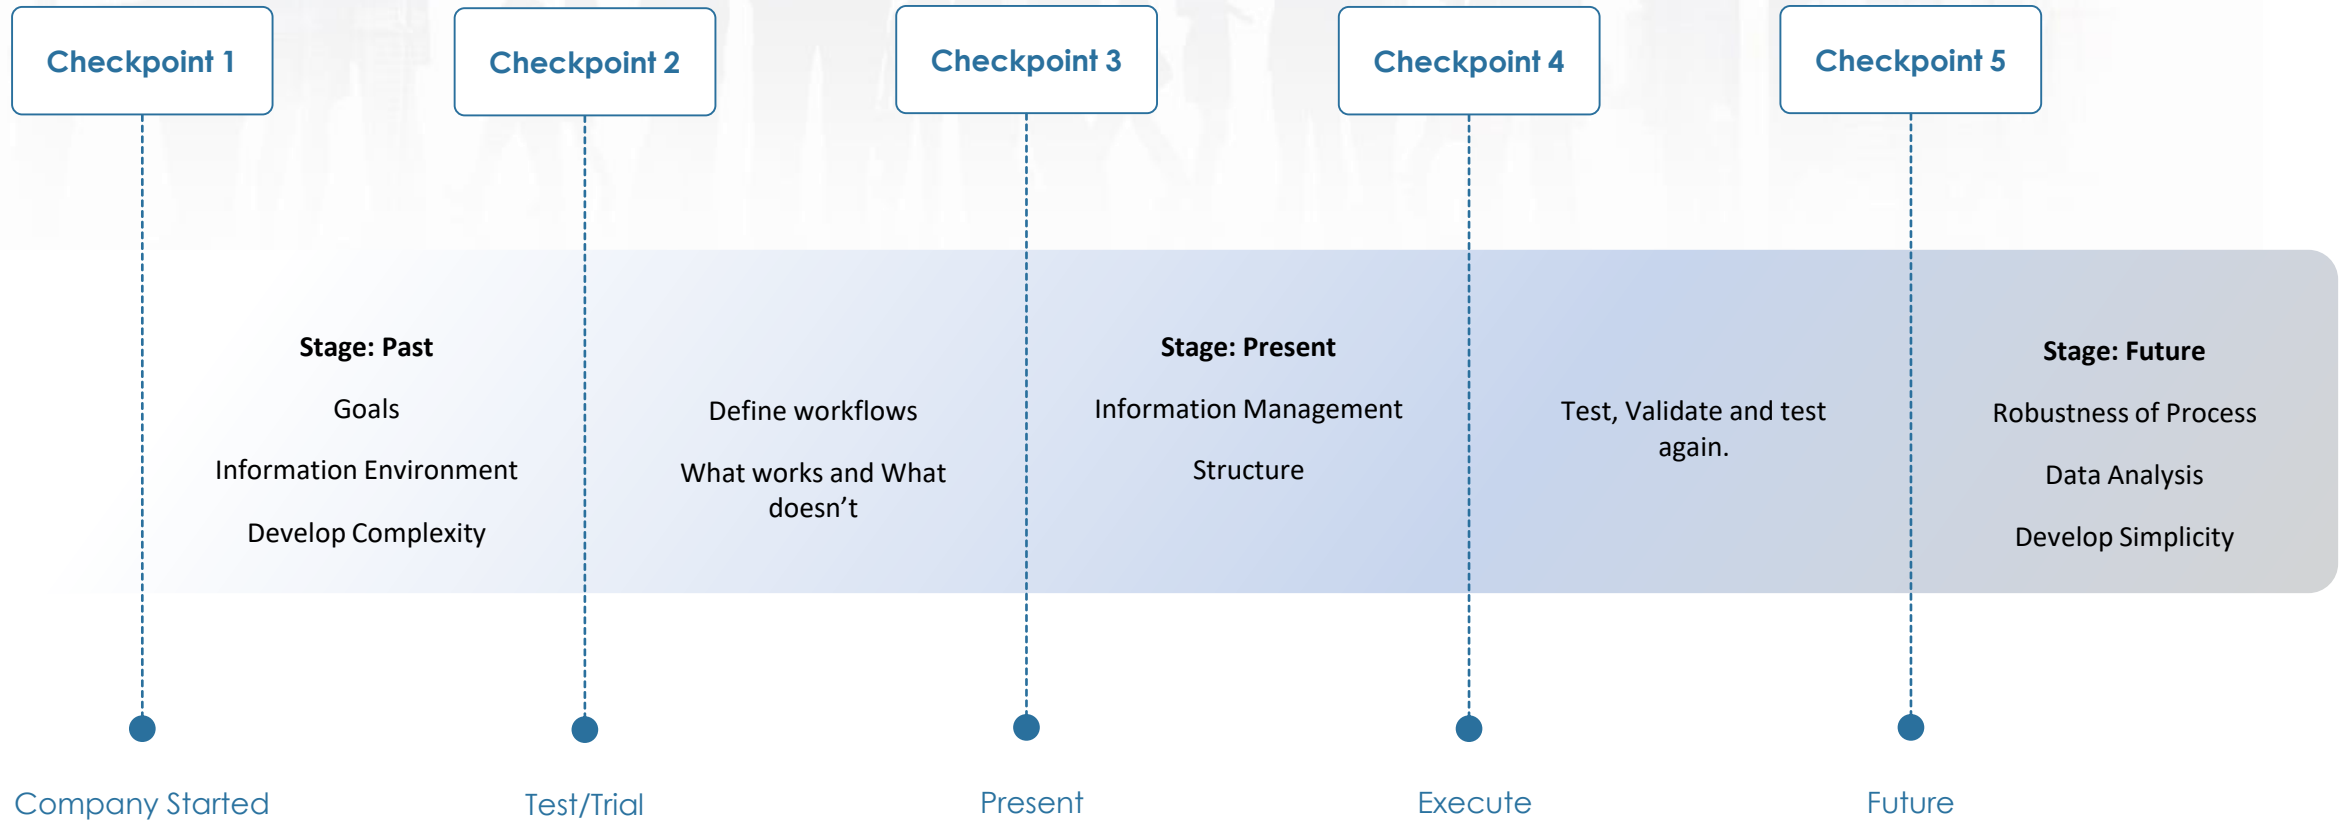 Checkpoint 1
Checkpoint 2
Checkpoint 3
Checkpoint 4
Checkpoint 5
Stage: Past
Goals
Information Environment
Develop Complexity
Define workflows
What works and What
doesn’t
Stage: Present
Information Management
Structure
Test, Validate and test
again.
Stage: Future
Robustness of Process
Data Analysis
Develop Simplicity
Company Started
Test/Trial
Present
Execute
Future